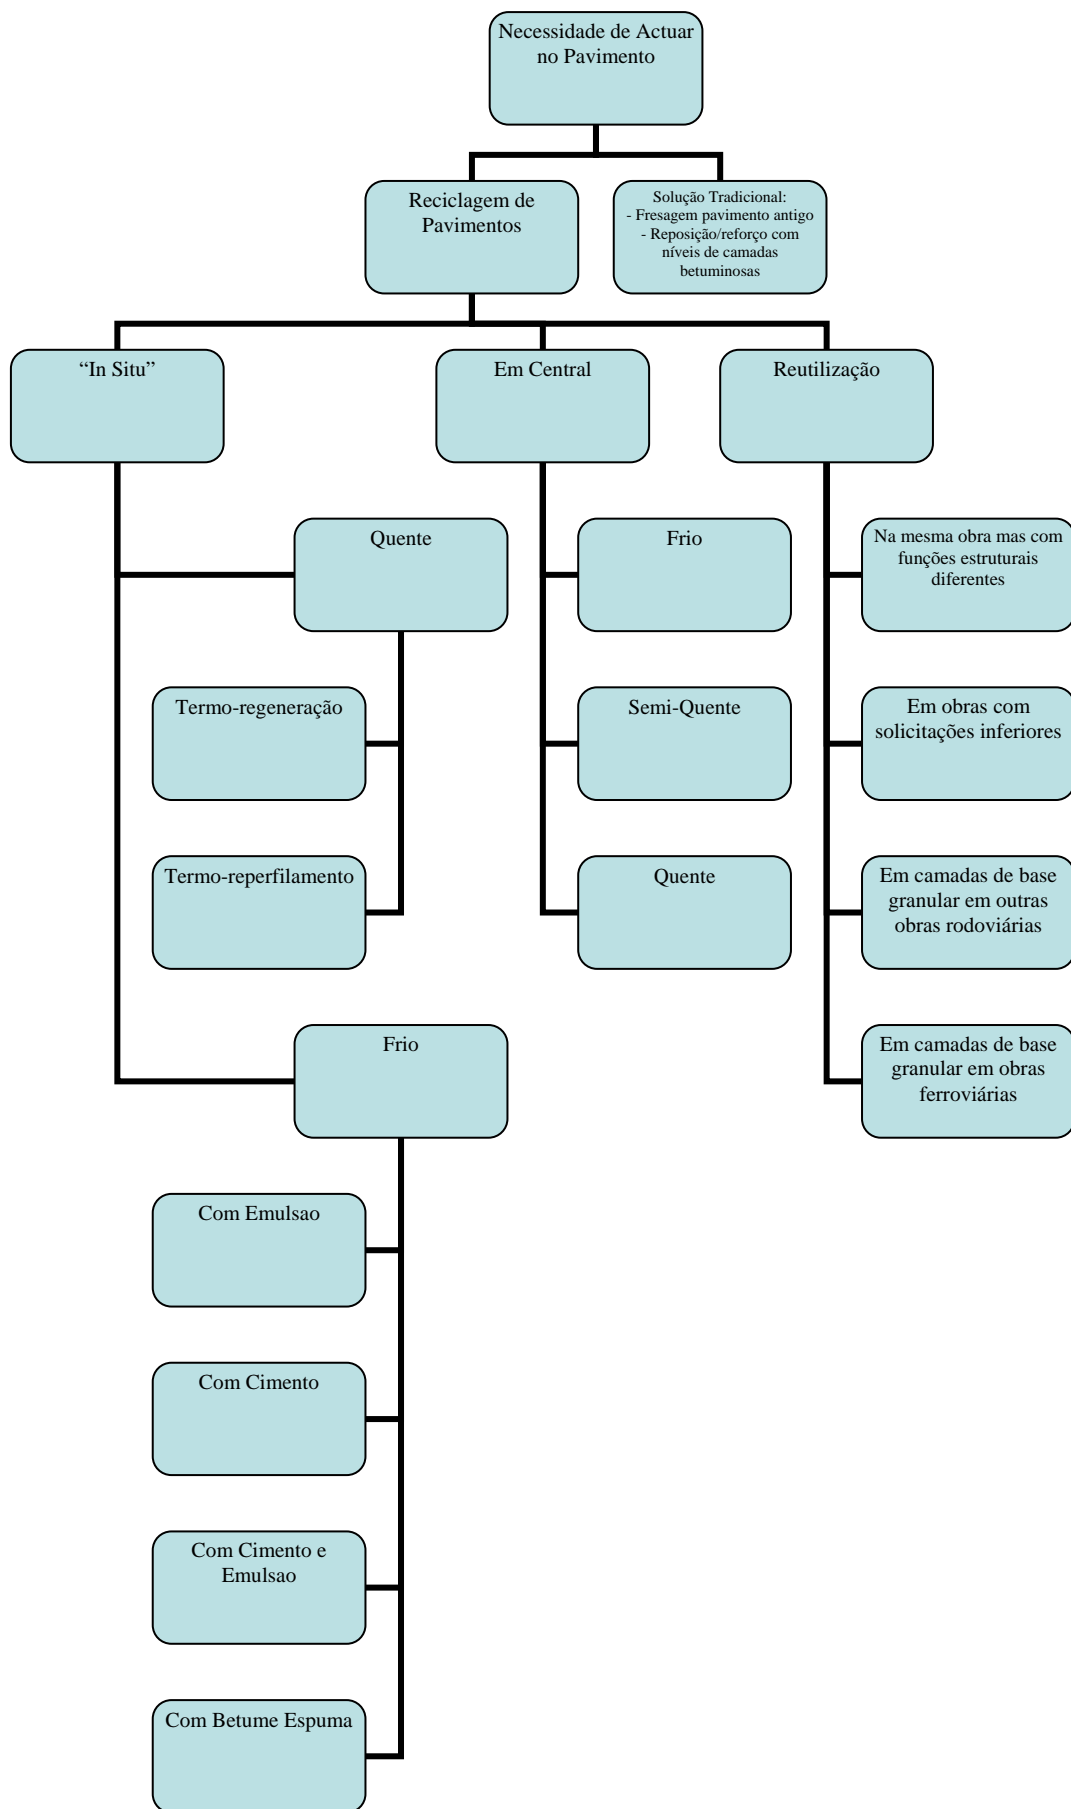 Necessidade de Actuar
no Pavimento
Reciclagem de
Pavimentos
Solução Tradicional:
- Fresagem pavimento antigo
- Reposição/reforço com
níveis de camadas
betuminosas
“In Situ”
Em Central
Reutilização
Quente
Frio
Na mesma obra mas com
funções estruturais
diferentes
Termo-regeneração
Semi-Quente
Em obras com
solicitações inferiores
Termo-reperfilamento
Quente
Em camadas de base
granular em outras
obras rodoviárias
Frio
Em camadas de base
granular em obras
ferroviárias
Com Emulsao
Com Cimento
Com Cimento e
Emulsao
Com Betume Espuma